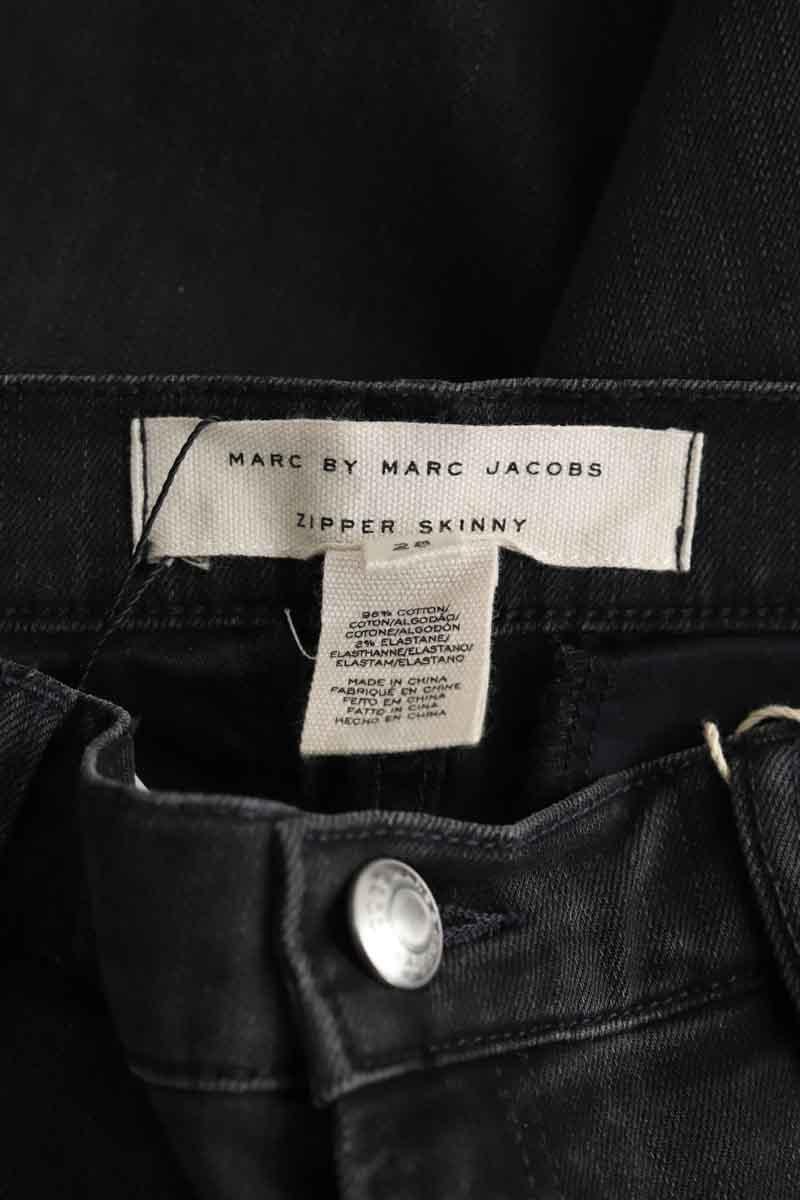 MARC BY MARC JACOBS
ZIPPER SKINNY
98% COTTON/
COTON/ALGODÃO/
COTONE/ALGODÓN
2% ELASTANE/
ELASTHANNE/ELASTANO/
ELASTAM/ELASTANO
MADE IN CHINA
FABRIQUÉ EN CHINE
FEITO EN CHINA
FATTO IN CINA
HECHO EN CHINA